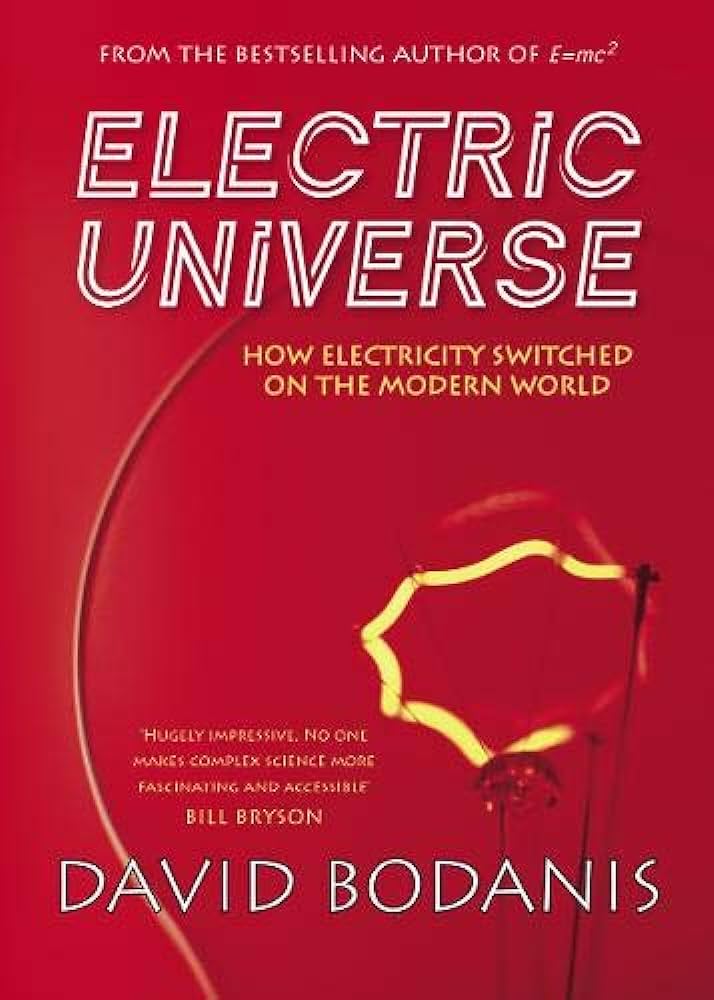 FROM THE BESTSELLING AUTHOR OF E=mc²
ELECTRiC
UNiVERSE
HOW ELECTRICITY SWITCHED
ON THE MODERN WORLD
'HUGELY IMPRESSIVE. NO ONE
MAKES COMPLEX SCIENCE MORE
FASCINATING AND ACCESSIBLE'
BILL BRYSON
DAVID BODANIS